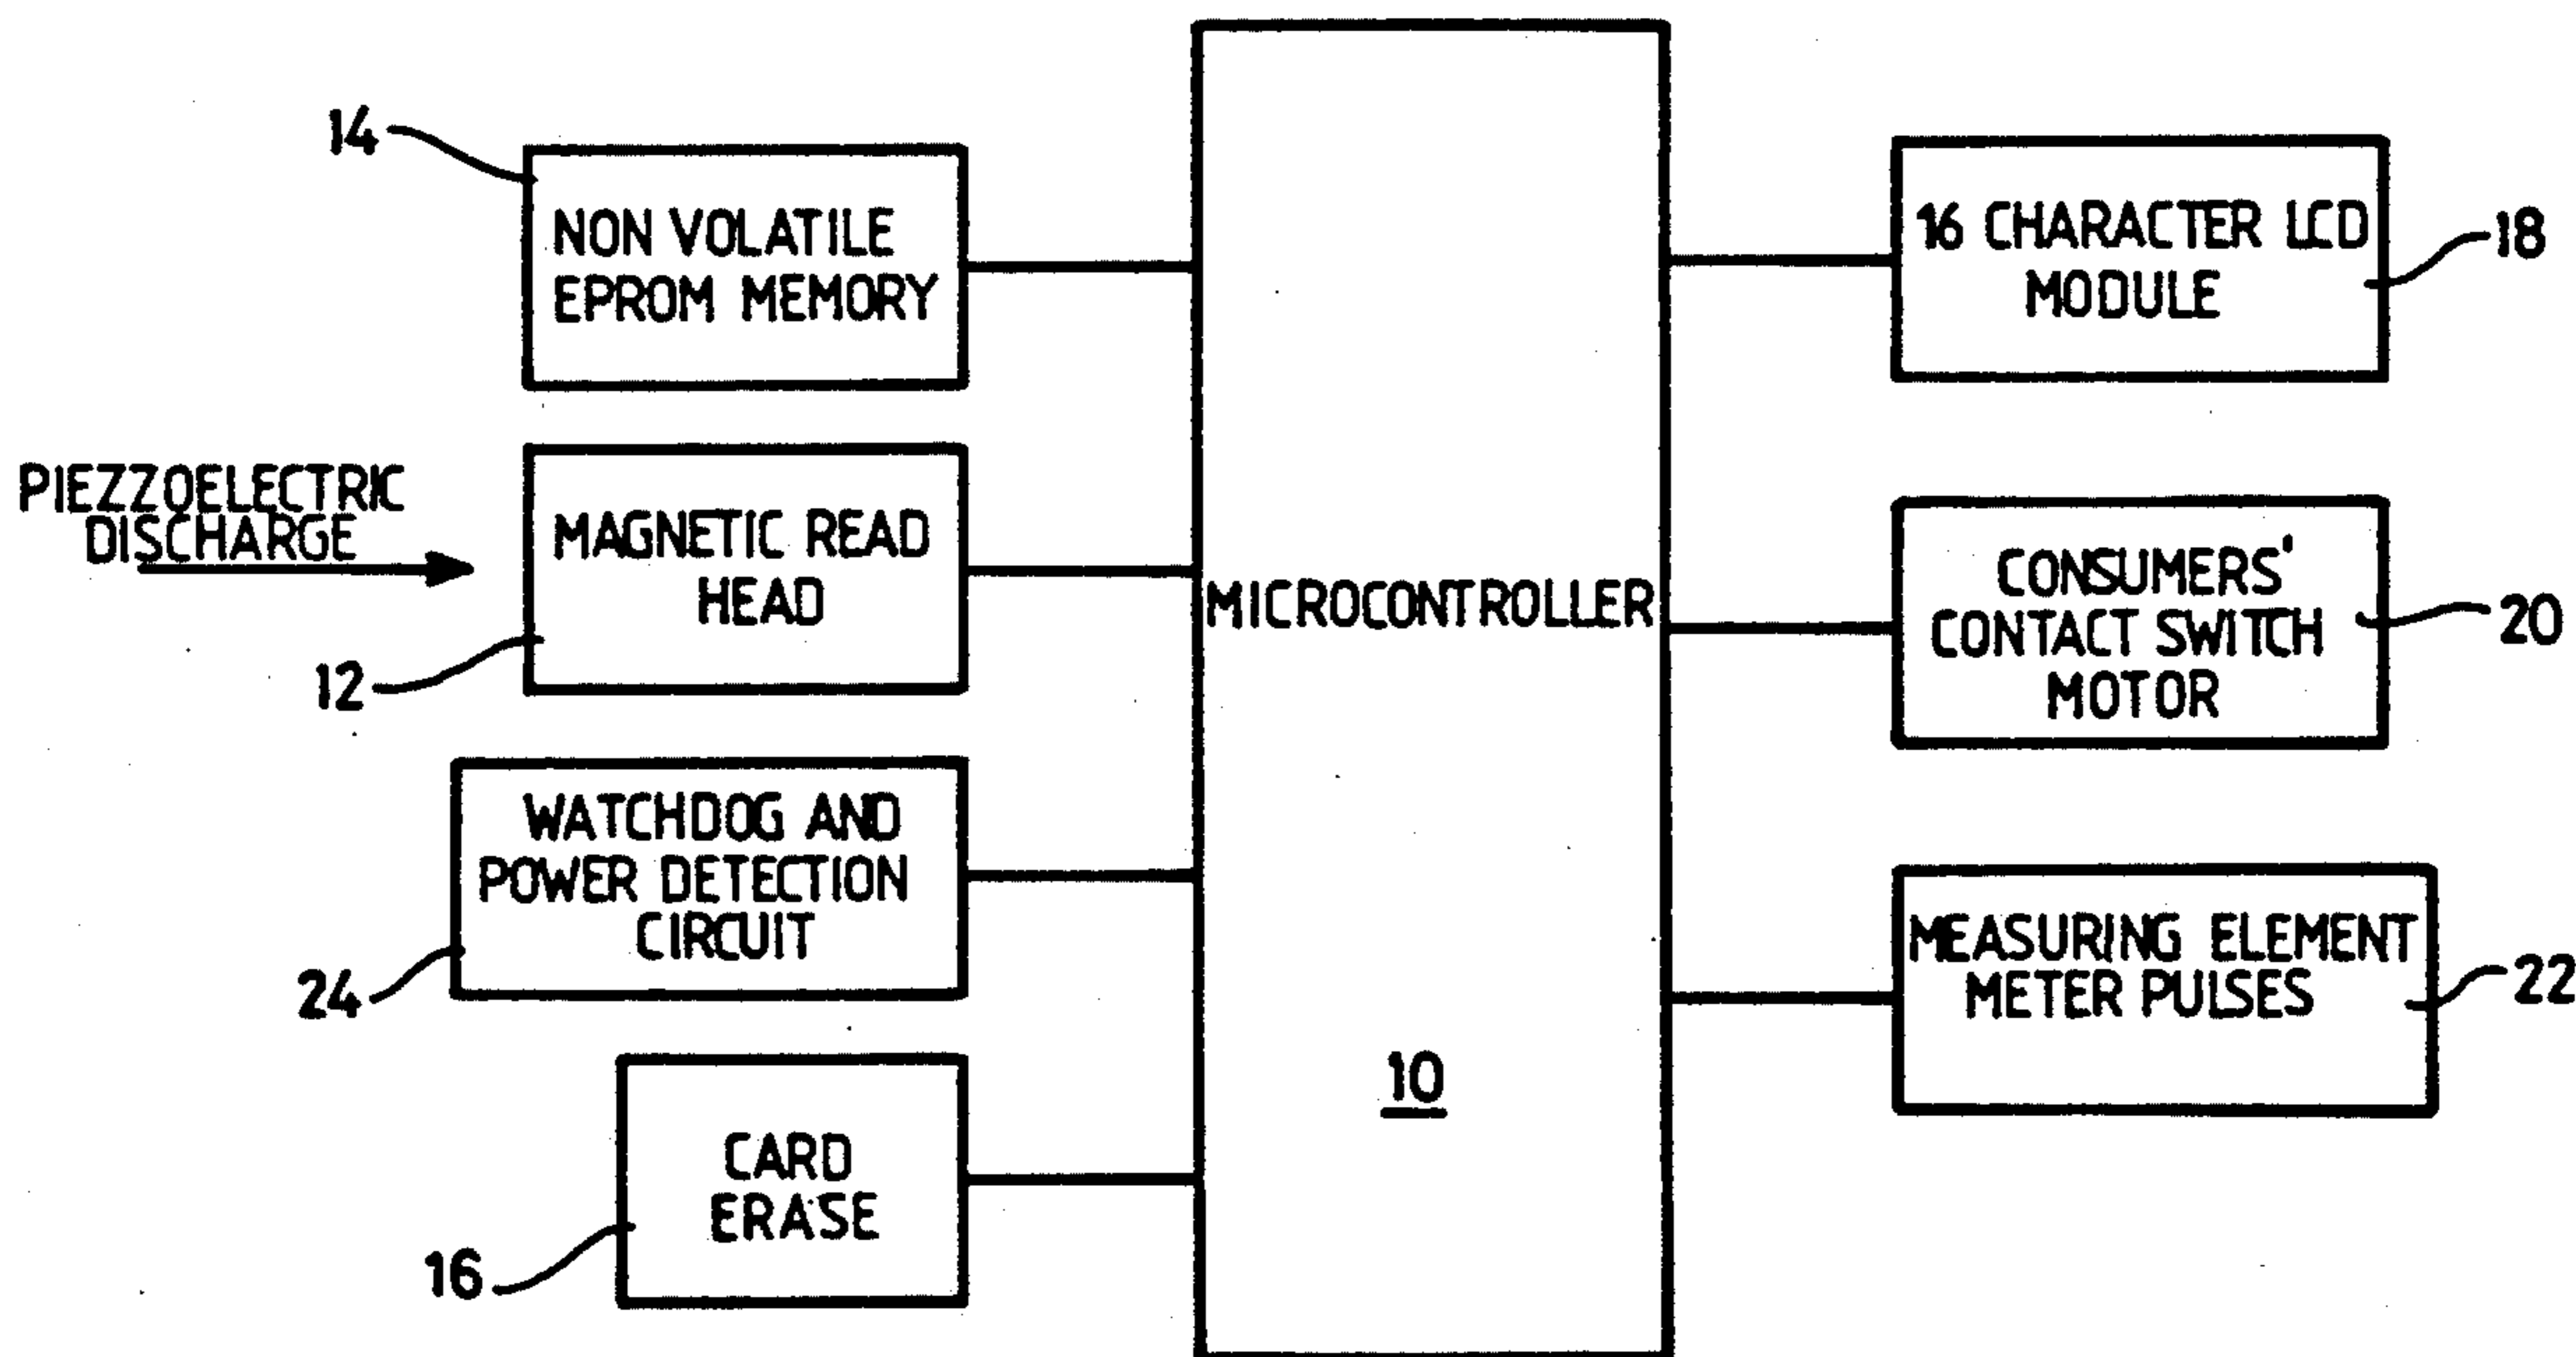 14
NON VOLATILE
EPROM MEMORY
PIEZZOELECTRIC
DISCHARGE
MAGNETIC READ
HEAD
12
WATCHDOG AND
POWER DETECTION
CIRCUIT
24
CARD
ERASE
16
MICROCONTROLLER
10
16 CHARACTER LCD
MODULE
18
CONSUMERS'
CONTACT SWITCH
MOTOR
20
MEASURING ELEMENT
METER PULSES
22